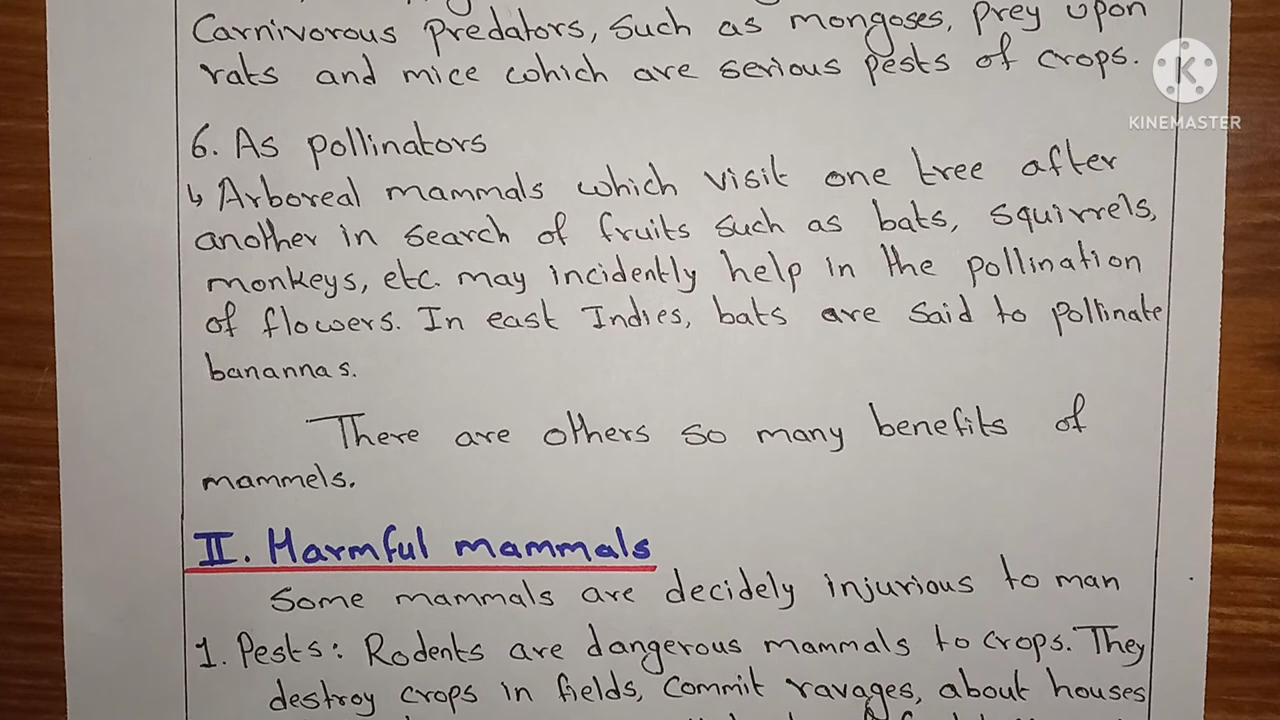 Carnivorous predators, such as mongoses, prey upon
rats and mice which are serious pests of crops.
KINEMASTER
6. As pollinators
↳ Arboreal mammals which visit one tree after
another in search of fruits such as bats, squirrels,
monkeys, etc. may incidently help in the pollination
of flowers. In east Indies, bats are said to pollinate
banannas.
There are others so many benefits of
mammels.
II. Harmful mammals
Some mammals are decidely injurious to man
1. Pests: Rodents are dangerous mammals to crops. They
destroy crops in fields, commit ravages, about houses